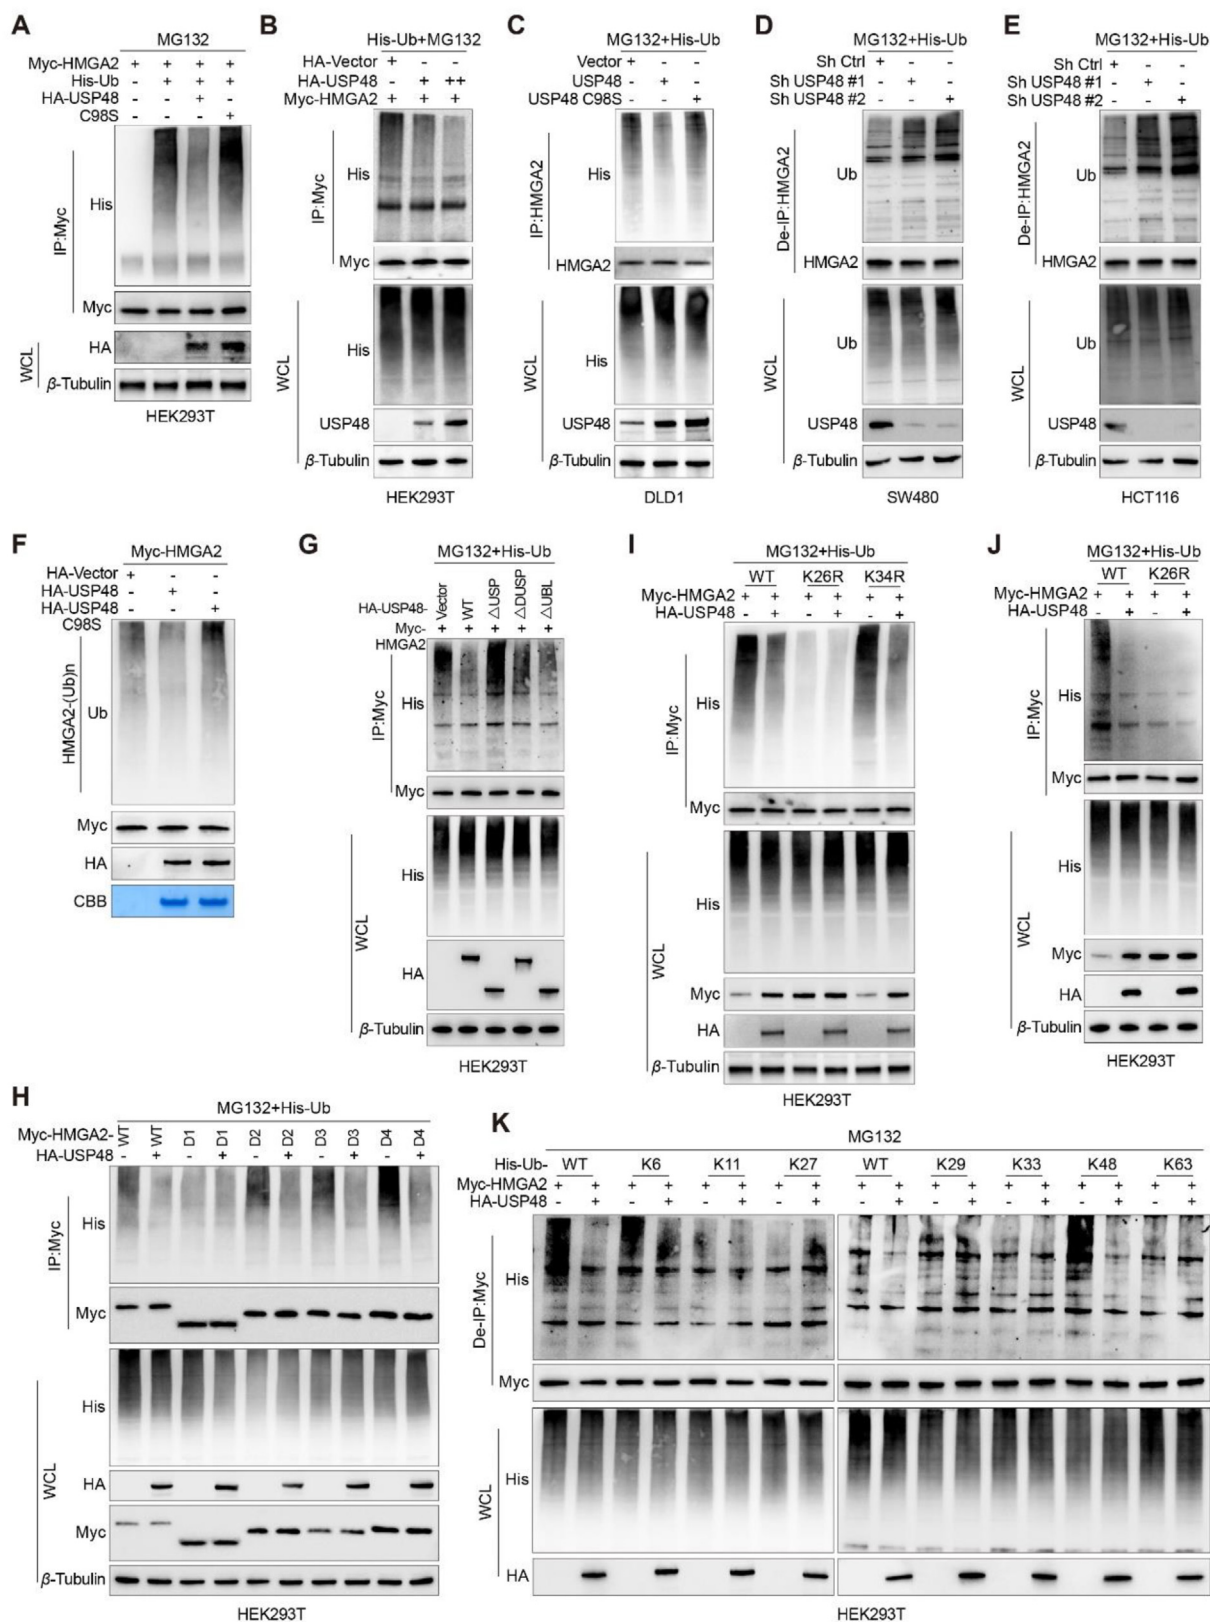 A
MG132
Myc-HMGA2 + + + +
His-Ub - + + +
HA-USP48 - - + -
C98S - - - +
IP:Myc
His
Myc
WCL
HA
β-Tubulin
HEK293T
B
His-Ub+MG132
HA-Vector + - -
HA-USP48 - + ++
Myc-HMGA2 + + +
IP:Myc
His
Myc
WCL
His
USP48
β-Tubulin
HEK293T
C
MG132+His-Ub
Vector + - -
USP48 - + -
USP48 C98S - - +
IP:HMGA2
His
HMGA2
WCL
His
USP48
β-Tubulin
DLD1
D
MG132+His-Ub
Sh Ctrl + - -
Sh USP48 #1 - + -
Sh USP48 #2 - - +
De-IP:HMGA2
Ub
HMGA2
WCL
Ub
USP48
β-Tubulin
SW480
E
MG132+His-Ub
Sh Ctrl + - -
Sh USP48 #1 - + -
Sh USP48 #2 - - +
De-IP:HMGA2
Ub
HMGA2
WCL
Ub
USP48
β-Tubulin
HCT116
F
Myc-HMGA2
HA-Vector + - -
HA-USP48 - + -
HA-USP48 - - +
C98S
HMGA2-(Ub)n
Ub
Myc
HA
CBB
G
MG132+His-Ub
HA-USP48- Vector WT △USP △DUSP △UBL
Myc- + + + + +
HMGA2
IP:Myc
His
Myc
WCL
His
HA
β-Tubulin
HEK293T
I
MG132+His-Ub
WT K26R K34R
Myc-HMGA2 + + + + + +
HA-USP48 - + - + - +
IP:Myc
His
Myc
WCL
His
Myc
HA
β-Tubulin
HEK293T
J
MG132+His-Ub
WT K26R
Myc-HMGA2 + + + +
HA-USP48 - + - +
IP:Myc
His
Myc
WCL
His
Myc
HA
β-Tubulin
HEK293T
H
MG132+His-Ub
Myc-HMGA2- WT WT D1 D1 D2 D2 D3 D3 D4 D4
HA-USP48 - + - + - + - + - +
IP:Myc
His
Myc
WCL
His
HA
Myc
β-Tubulin
HEK293T
K
MG132
His-Ub- WT K6 K11 K27 WT K29 K33 K48 K63
Myc-HMGA2 + + + + + + + + + + + + + + + + + +
HA-USP48 - + - + - + - + - + - + - + - + - +
De-IP:Myc
His
Myc
WCL
His
HA
HEK293T